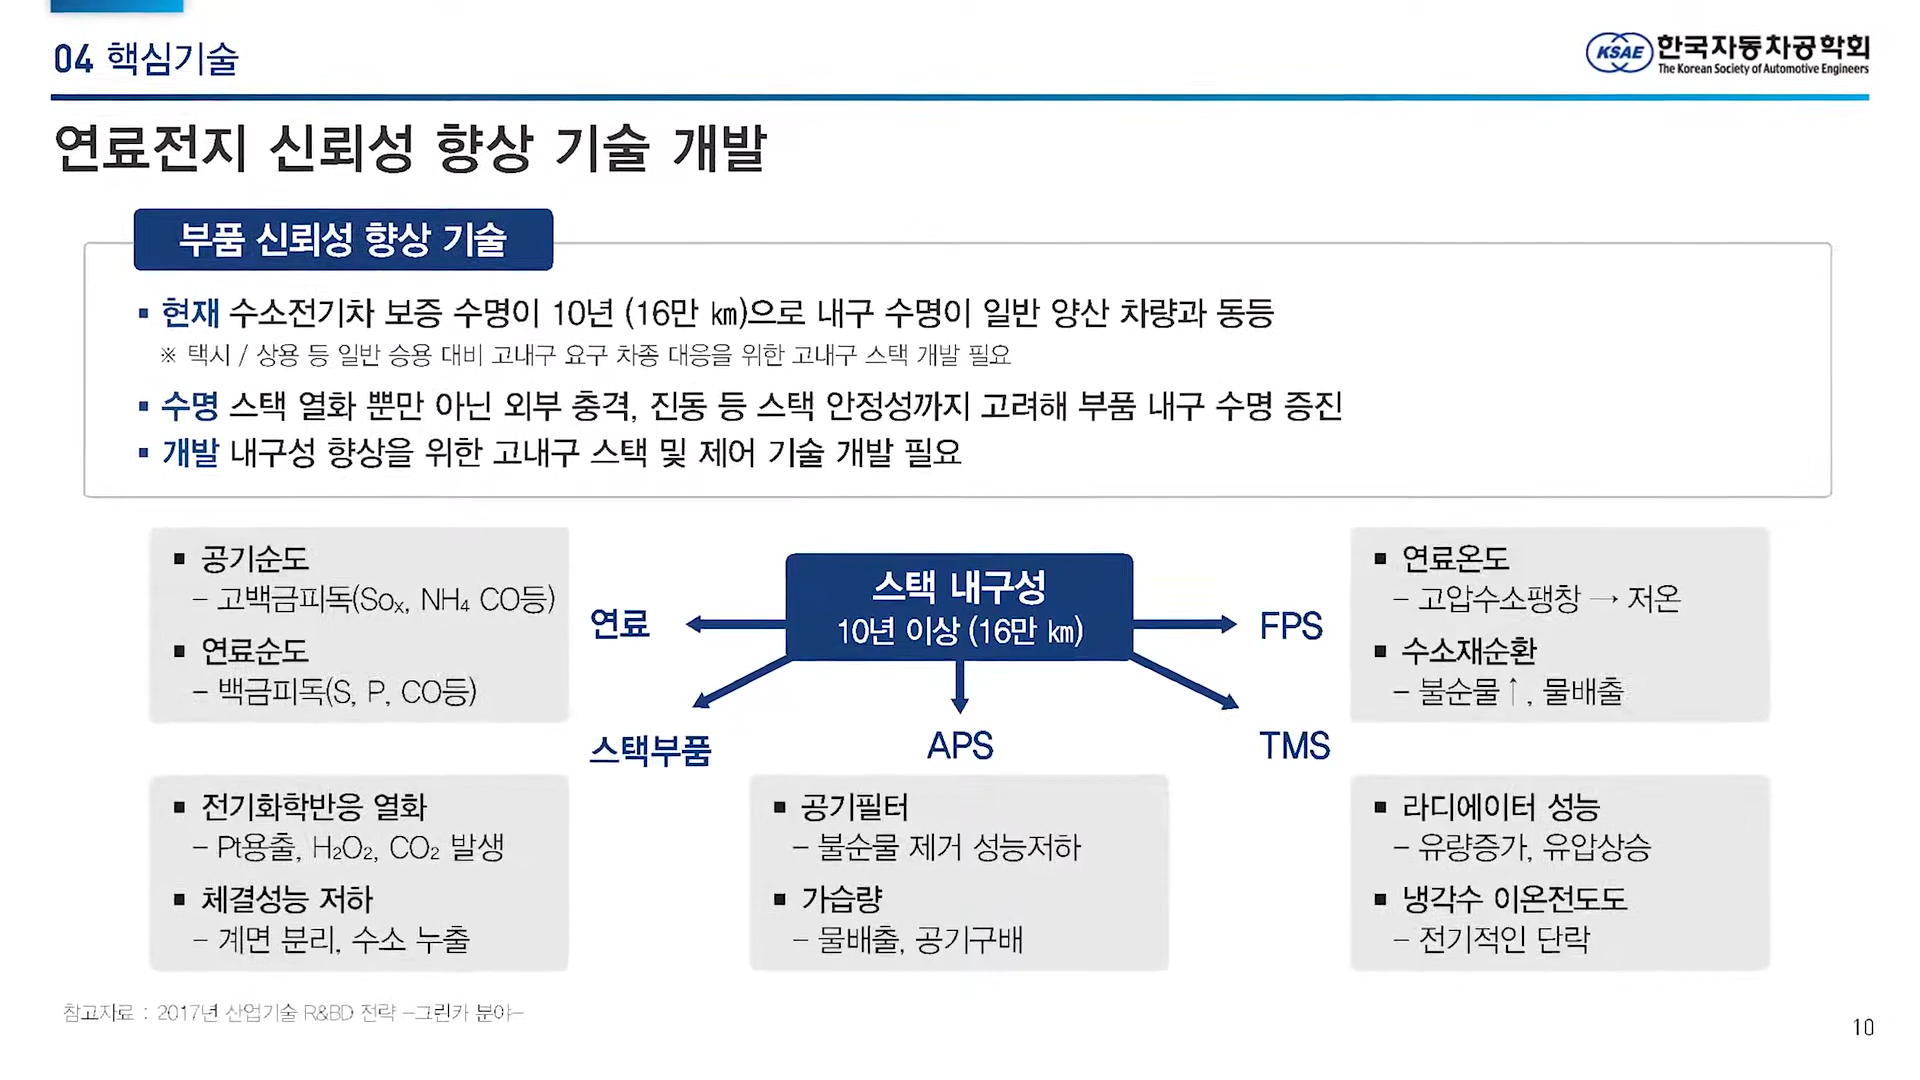 04 핵심기술
KSAE 한국자동차공학회
The Korean Society of Automotive Engineers
연료전지 신뢰성 향상 기술 개발
부품 신뢰성 향상 기술
▪ 현재 수소전기차 보증 수명이 10년 (16만 ㎞)으로 내구 수명이 일반 양산 차량과 동등
※ 택시 / 상용 등 일반 승용 대비 고내구 요구 차종 대응을 위한 고내구 스택 개발 필요
▪ 수명 스택 열화 뿐만 아닌 외부 충격, 진동 등 스택 안정성까지 고려해 부품 내구 수명 증진
▪ 개발 내구성 향상을 위한 고내구 스택 및 제어 기술 개발 필요
▪ 공기순도
– 고백금피독(Soₓ, NH₄ CO등)
▪ 연료순도
– 백금피독(S, P, CO등)
연료
스택 내구성
10년 이상 (16만 ㎞)
FPS
▪ 연료온도
– 고압수소팽창 → 저온
▪ 수소재순환
– 불순물↑, 물배출
스택부품
APS
TMS
▪ 전기화학반응 열화
– Pt용출, H₂O₂, CO₂ 발생
▪ 체결성능 저하
– 계면 분리, 수소 누출
▪ 공기필터
– 불순물 제거 성능저하
▪ 가습량
– 물배출, 공기구배
▪ 라디에이터 성능
– 유량증가, 유압상승
▪ 냉각수 이온전도도
– 전기적인 단락
참고자료 : 2017년 산업기술 R&BD 전략 –그린카 분야–
10